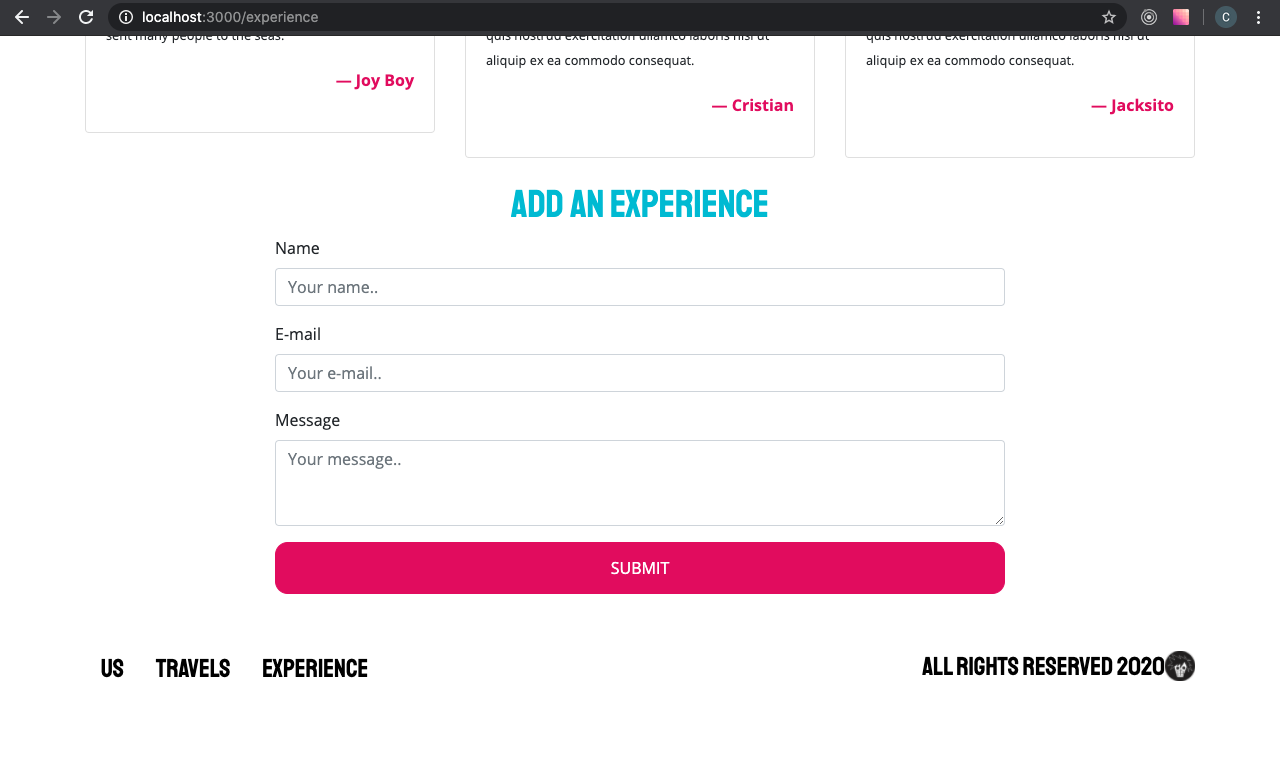 localhost:3000/experience
C
sent many people to the seas.
— Joy Boy
quis nostrud exercitation ullamco laboris nisi ut
aliquip ex ea commodo consequat.
— Cristian
quis nostrud exercitation ullamco laboris nisi ut
aliquip ex ea commodo consequat.
— Jacksito
ADD AN EXPERIENCE
Name
Your name..
E-mail
Your e-mail..
Message
Your message..
SUBMIT
US TRAVELS EXPERIENCE
ALL RIGHTS RESERVED 2020